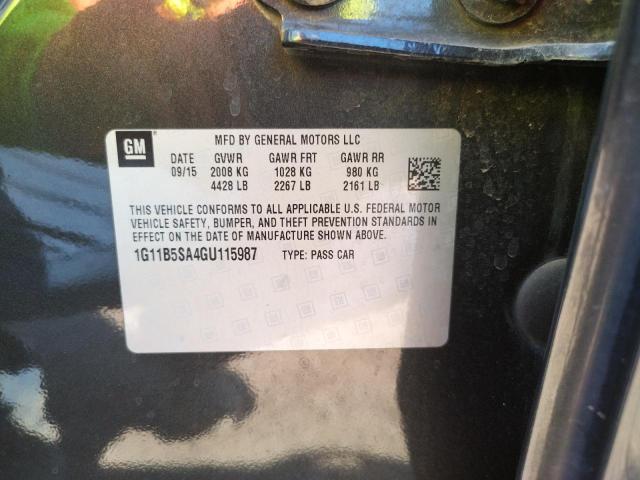 GM
MFD BY GENERAL MOTORS LLC
DATE GVWR GAWR FRT GAWR RR
09/15 2008 KG 1028 KG 980 KG
4428 LB 2267 LB 2161 LB
THIS VEHICLE CONFORMS TO ALL APPLICABLE U.S. FEDERAL MOTOR
VEHICLE SAFETY, BUMPER, AND THEFT PREVENTION STANDARDS IN
EFFECT ON THE DATE OF MANUFACTURE SHOWN ABOVE.
1G11B5SA4GU115987 TYPE: PASS CAR